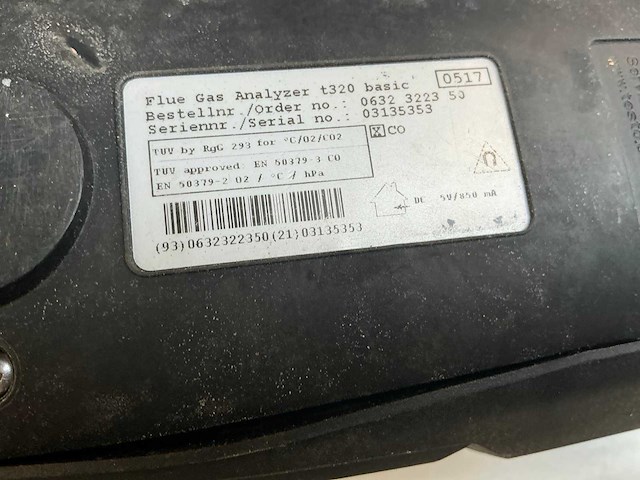 Flue Gas Analyzer t320 basic 0517
Bestellnr./Order no.: 0632 3223 50
Seriennr./Serial no.: 03135353
TUV by RgG 293 for °C/O2/CO2
TUV approved EN 50379-3 CO
EN 50379-2 O2 / °C / hPa
X CO
DC 5V/850 mA
(93)0632322350(21)03135353